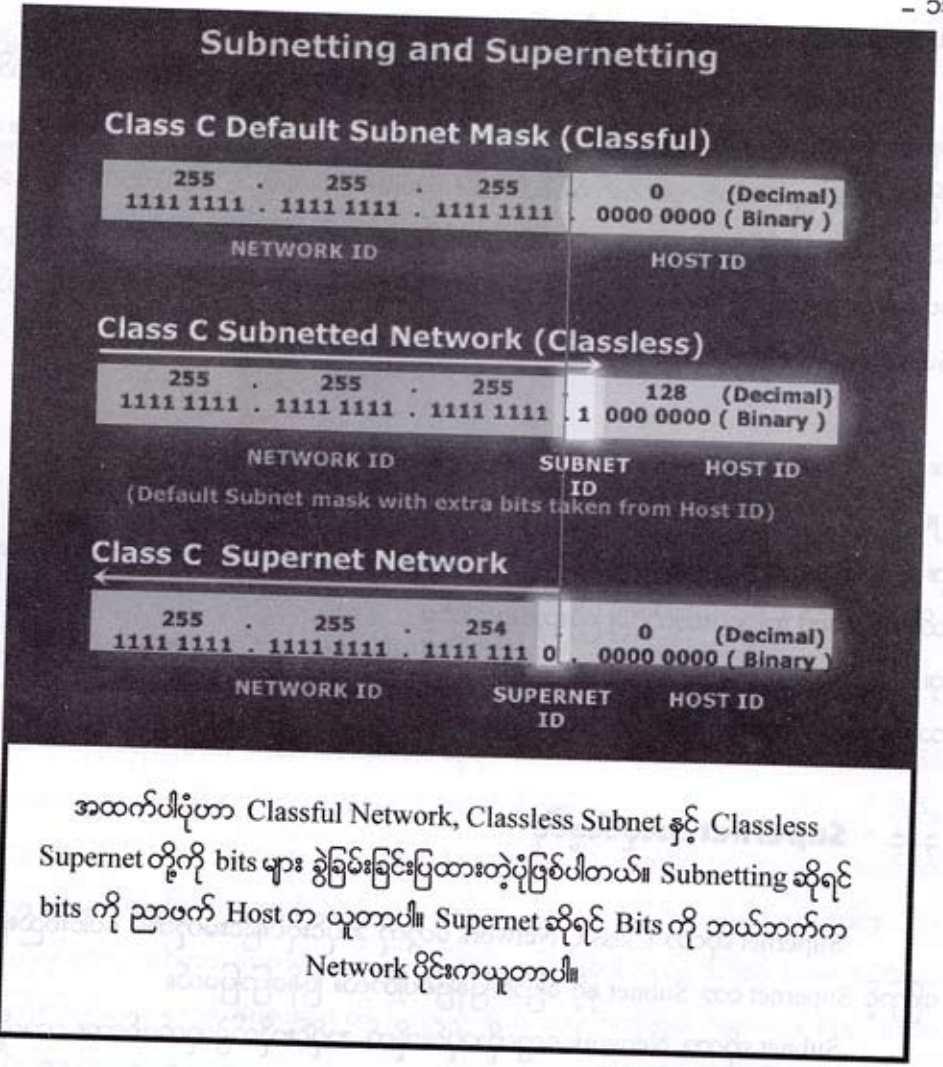 Subnetting and Supernetting
Class C Default Subnet Mask (Classful)
255 . 255 . 255 . 0 (Decimal)
1111 1111 . 1111 1111 . 1111 1111 . 0000 0000 ( Binary )
NETWORK ID HOST ID
Class C Subnetted Network (Classless)
255 . 255 . 255 . 128 (Decimal)
1111 1111 . 1111 1111 . 1111 1111 . 1 000 0000 ( Binary )
NETWORK ID SUBNET ID HOST ID
(Default Subnet mask with extra bits taken from Host ID)
Class C Supernet Network
255 . 255 . 254 . 0 (Decimal)
1111 1111 . 1111 1111 . 1111 111 0 . 0000 0000 ( Binary )
NETWORK ID SUPERNET ID HOST ID
အထက်ပါပုံဟာ Classful Network, Classless Subnet နှင့် Classless
Supernet တို့ကို bits များ ခွဲခြမ်းခြင်းပြထားတဲ့ပုံဖြစ်ပါတယ်။ Subnetting ဆိုရင်
bits ကို ညာဖက် Host က ယူတာပါ။ Supernet ဆိုရင် Bits ကို ဘယ်ဘက်က
Network ပိုင်းကယူတာပါ။